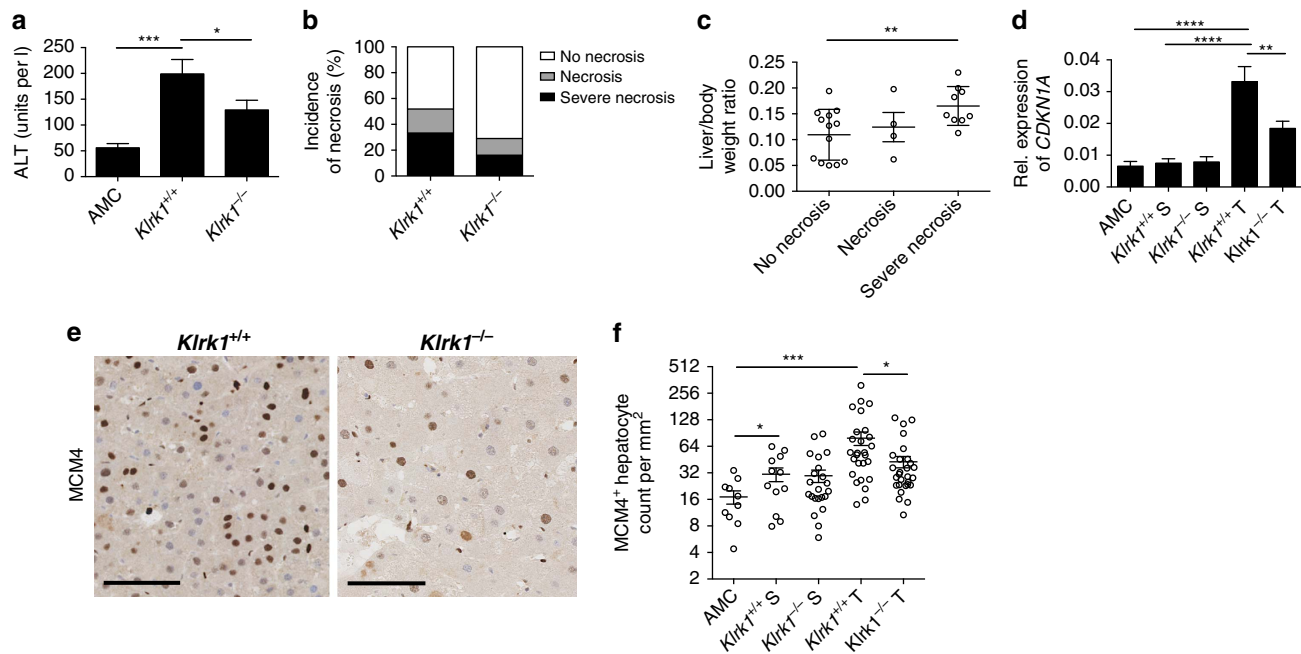 a
ALT (units per l)
250
200
150
100
50
0
***
*
AMC
Klrk1+/+
Klrk1–/–
b
Incidence
of necrosis (%)
100
80
60
40
20
0
Klrk1+/+
Klrk1–/–
No necrosis
Necrosis
Severe necrosis
c
Liver/body
weight ratio
0.25
0.20
0.15
0.10
0.05
0.00
**
No necrosis
Necrosis
Severe necrosis
d
Rel. expression
of CDKN1A
0.04
0.03
0.02
0.01
0.00
****
****
**
AMC
Klrk1+/+ S
Klrk1–/– S
Klrk1+/+ T
Klrk1–/– T
e
Klrk1+/+
Klrk1–/–
MCM4
f
MCM4+ hepatocyte
count per mm2
512
256
128
64
32
16
8
4
2
***
*
*
AMC
Klrk1+/+ S
Klrk1–/– S
Klrk1+/+ T
Klrk1–/– T